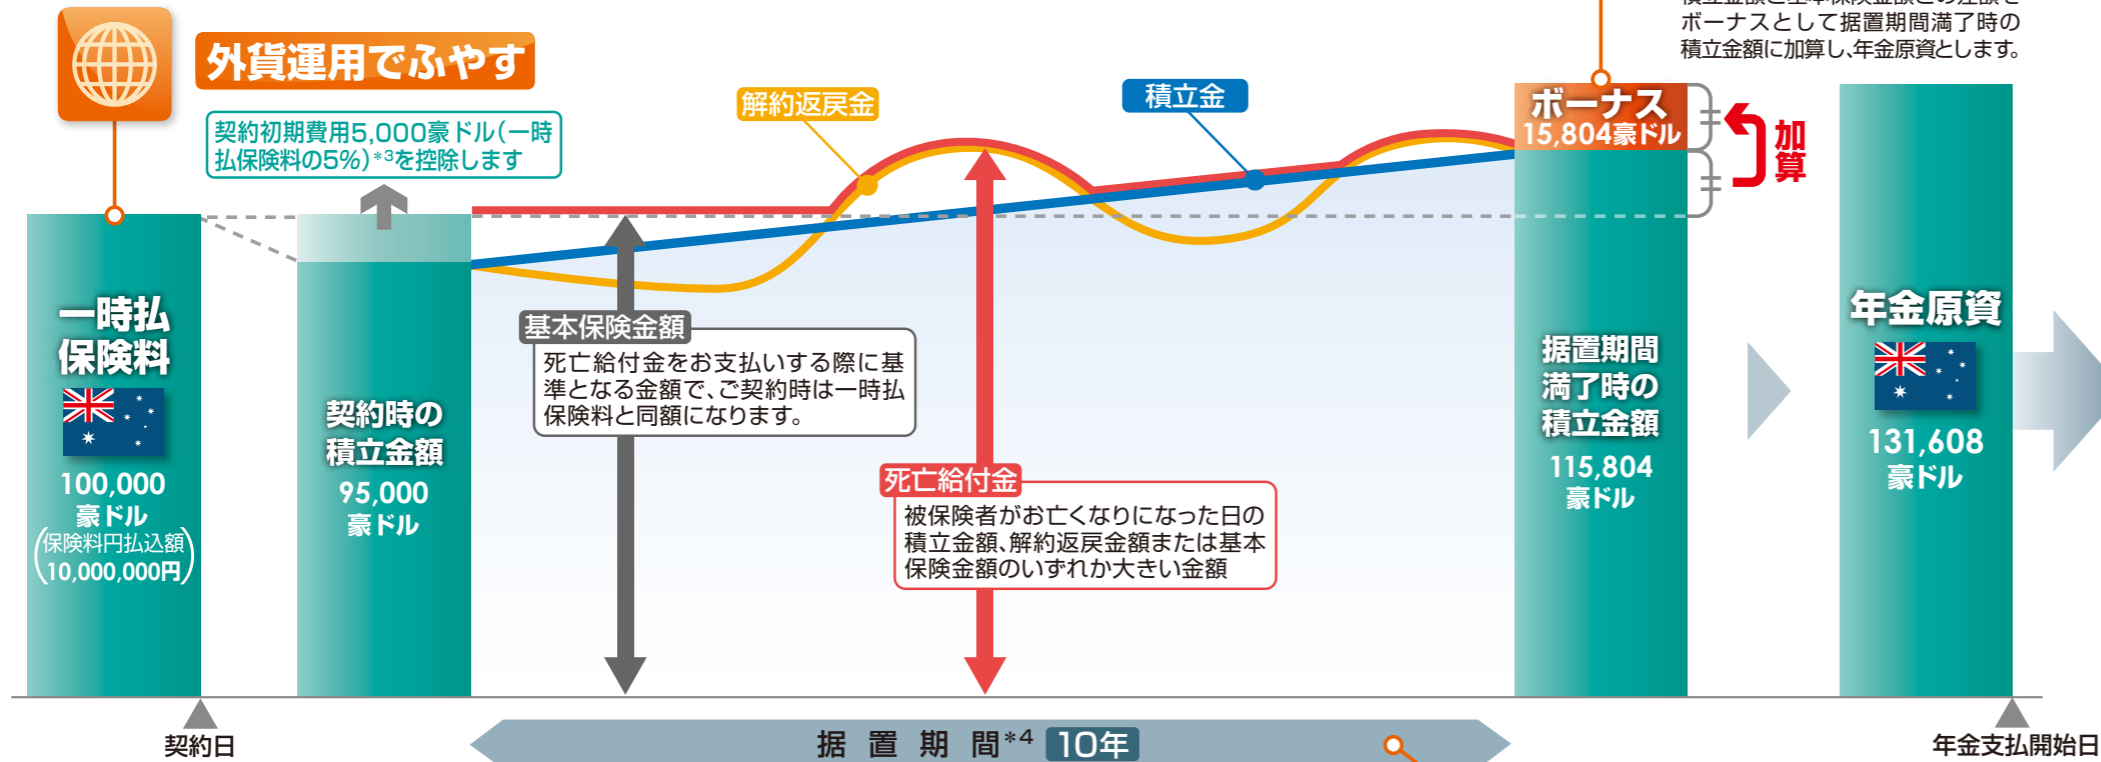 外貨運用でふやす
契約初期費用5,000豪ドル(一時
払保険料の5%)*3を控除します
解約返戻金
積立金
ボーナスとして据置期間満了時の
積立金額に加算し、年金原資とします。
ボーナス
15,804豪ドル
加算
一時払
保険料
100,000
豪ドル
(保険料円払込額
10,000,000円)
契約時の
積立金額
95,000
豪ドル
基本保険金額
死亡給付金をお支払いする際に基
準となる金額で、ご契約時は一時払
保険料と同額になります。
死亡給付金
被保険者がお亡くなりになった日の
積立金額、解約返戻金額または基本
保険金額のいずれか大きい金額
据置期間
満了時の
積立金額
115,804
豪ドル
年金原資
131,608
豪ドル
契約日
据置期間*4 10年
年金支払開始日